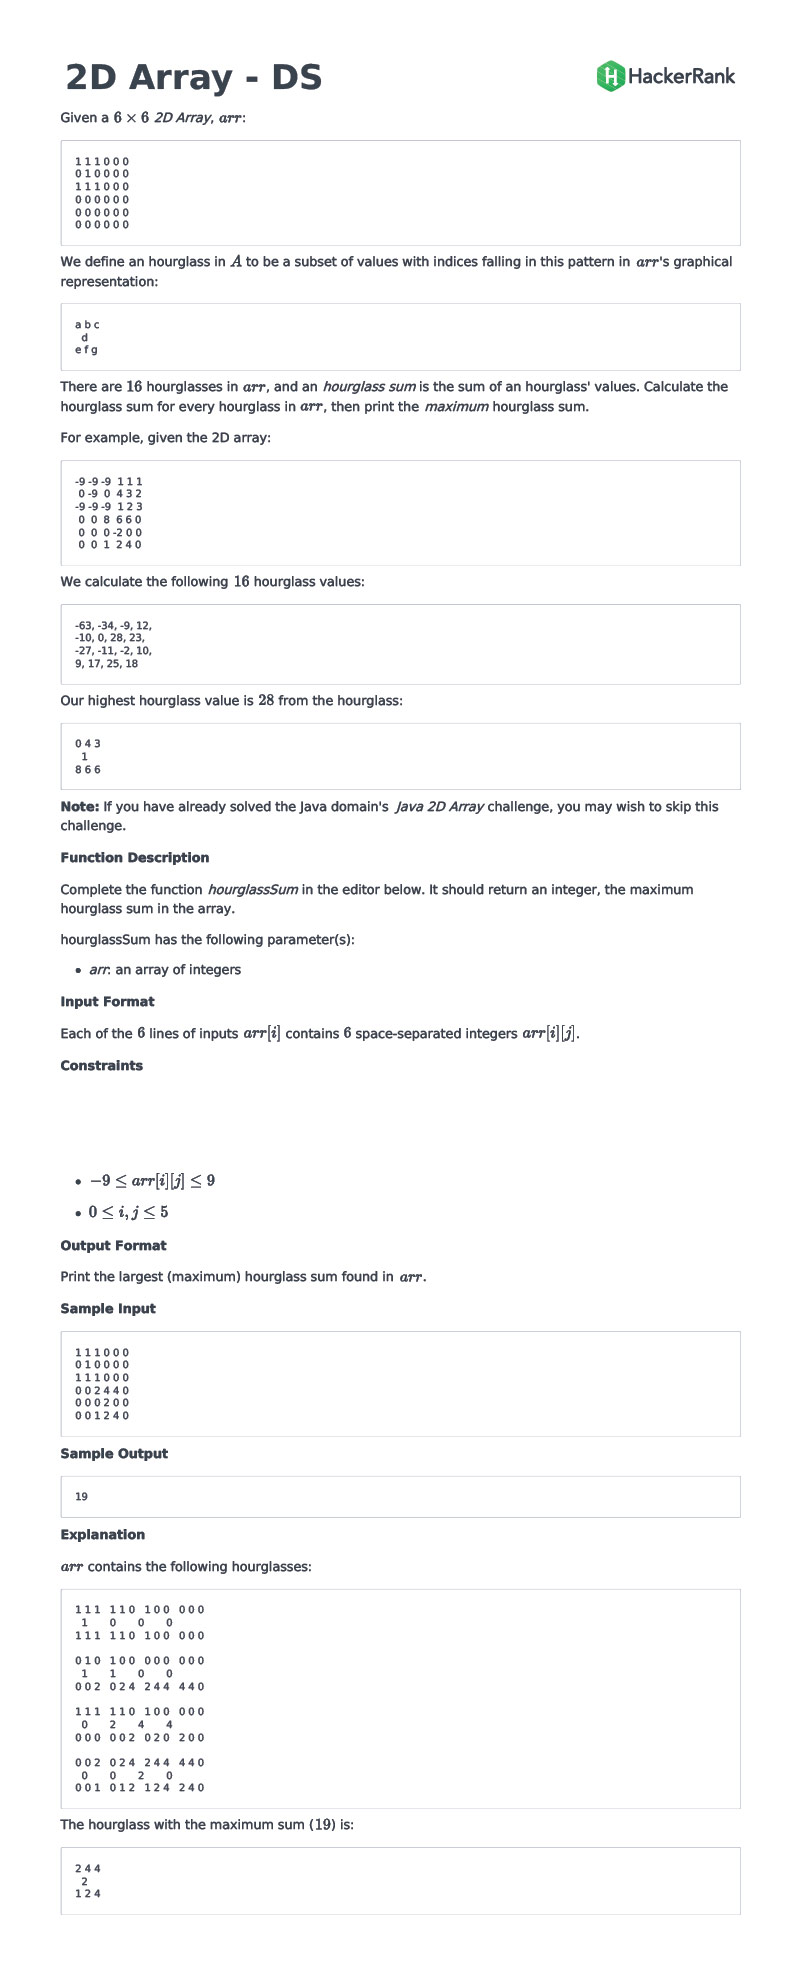 2D Array - DS
HackerRank
Given a 6 × 6 2D Array, arr:
1 1 1 0 0 0
0 1 0 0 0 0
1 1 1 0 0 0
0 0 0 0 0 0
0 0 0 0 0 0
0 0 0 0 0 0
We define an hourglass in A to be a subset of values with indices falling in this pattern in arr's graphical
representation:
a b c
d
e f g
There are 16 hourglasses in arr, and an hourglass sum is the sum of an hourglass' values. Calculate the
hourglass sum for every hourglass in arr, then print the maximum hourglass sum.
For example, given the 2D array:
-9 -9 -9 1 1 1
0 -9 0 4 3 2
-9 -9 -9 1 2 3
0 0 8 6 6 0
0 0 0 -2 0 0
0 0 1 2 4 0
We calculate the following 16 hourglass values:
-63, -34, -9, 12,
-10, 0, 28, 23,
-27, -11, -2, 10,
9, 17, 25, 18
Our highest hourglass value is 28 from the hourglass:
0 4 3
1
8 6 6
Note: If you have already solved the Java domain's Java 2D Array challenge, you may wish to skip this
challenge.
Function Description
Complete the function hourglassSum in the editor below. It should return an integer, the maximum
hourglass sum in the array.
hourglassSum has the following parameter(s):
• arr: an array of integers
Input Format
Each of the 6 lines of inputs arr[i] contains 6 space-separated integers arr[i][j].
Constraints
• −9 ≤ arr[i][j] ≤ 9
• 0 ≤ i, j ≤ 5
Output Format
Print the largest (maximum) hourglass sum found in arr.
Sample Input
1 1 1 0 0 0
0 1 0 0 0 0
1 1 1 0 0 0
0 0 2 4 4 0
0 0 0 2 0 0
0 0 1 2 4 0
Sample Output
19
Explanation
arr contains the following hourglasses:
1 1 1 1 1 0 1 0 0 0 0 0
1 0 0 0
1 1 1 1 1 0 1 0 0 0 0 0
0 1 0 1 0 0 0 0 0 0 0 0
1 1 0 0
0 0 2 0 2 4 2 4 4 4 4 0
1 1 1 1 1 0 1 0 0 0 0 0
0 2 4 4
0 0 0 0 0 2 0 2 0 2 0 0
0 0 2 0 2 4 2 4 4 4 4 0
0 0 2 0
0 0 1 0 1 2 1 2 4 2 4 0
The hourglass with the maximum sum (19) is:
2 4 4
2
1 2 4